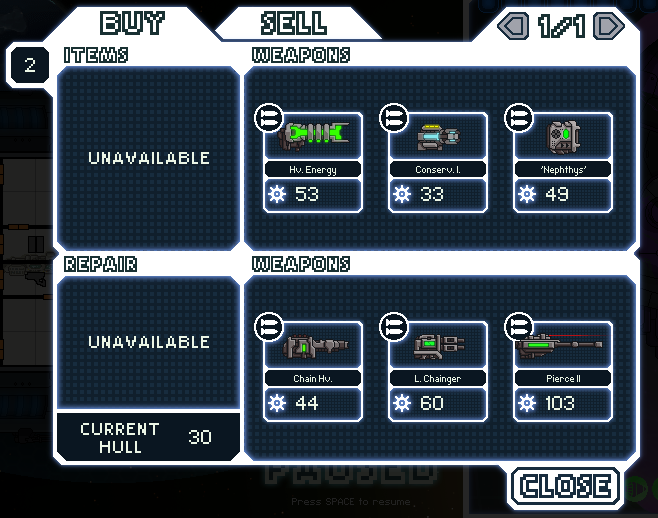 BUY
SELL
1/1
2
ITEMS
WEAPONS
UNAVAILABLE
Hv. Energy
Conserv. I.
'Nephthys'
53
33
49
REPAIR
WEAPONS
UNAVAILABLE
Chain Hv.
L. Chainger
Pierce II
44
60
103
CURRENT
HULL
30
PAUSED
CLOSE
Press SPACE to resume